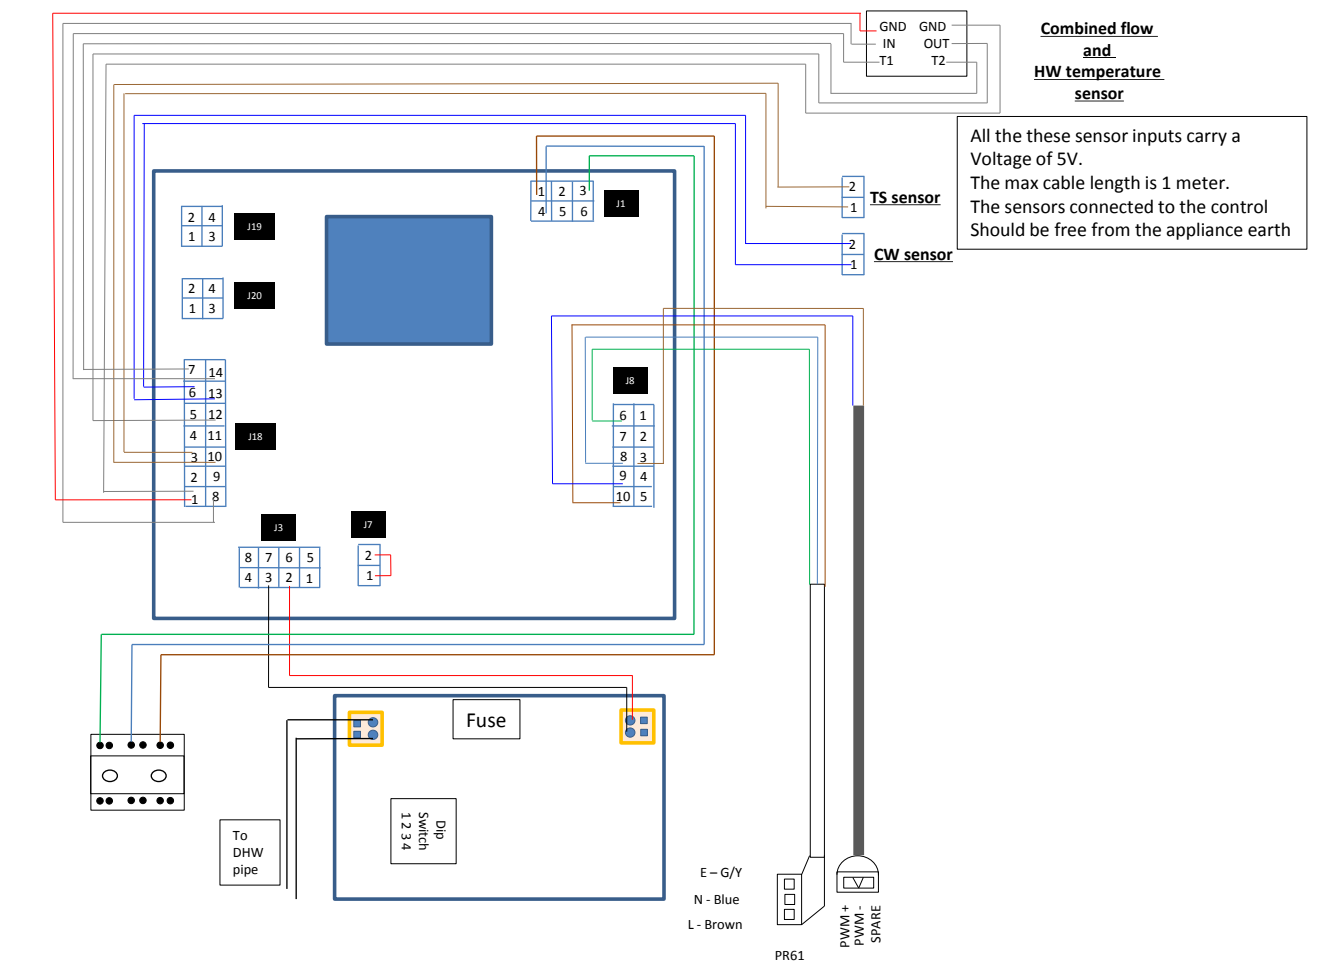 GND GND
IN OUT
T1 T2
Combined flow
and
HW temperature
sensor
All the these sensor inputs carry a
Voltage of 5V.
The max cable length is 1 meter.
The sensors connected to the control
Should be free from the appliance earth
2
1
TS sensor
2
1
CW sensor
1 2 3
4 5 6
J1
2 4
1 3
J19
2 4
1 3
J20
7 14
6 13
5 12
4 11
3 10
2 9
1 8
J18
J8
6 1
7 2
8 3
9 4
10 5
J3
8 7 6 5
4 3 2 1
J7
2
1
Fuse
Dip
Switch
1 2 3 4
To
DHW
pipe
E – G/Y
N - Blue
L - Brown
PR61
PWM +
PWM -
SPARE